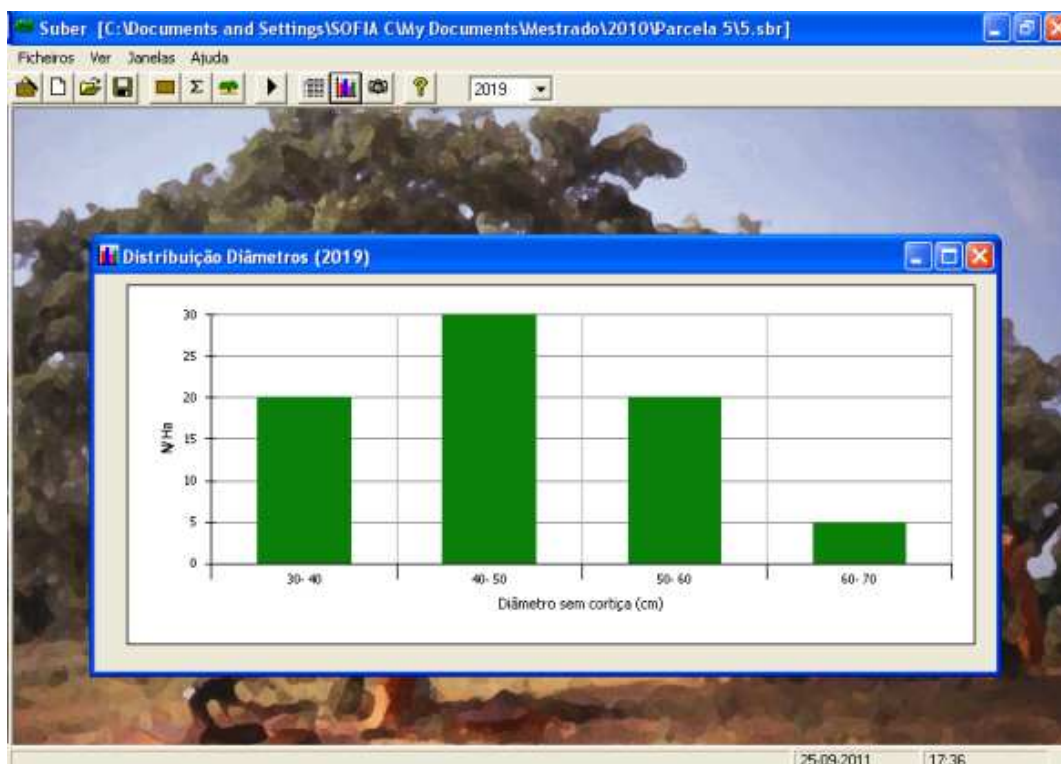 Suber [C:\Documents and Settings\SOFIA C\My Documents\Mestrado\2010\Parcela 5\5.sbr]
Ficheiros Ver Janelas Ajuda
Σ ? 2019
Distribuição Diâmetros (2019)
30
25
20
15
10
5
0
N/Ha
30-40 40-50 50-60 60-70
Diâmetro sem cortiça (cm)
25-09-2011 17:36